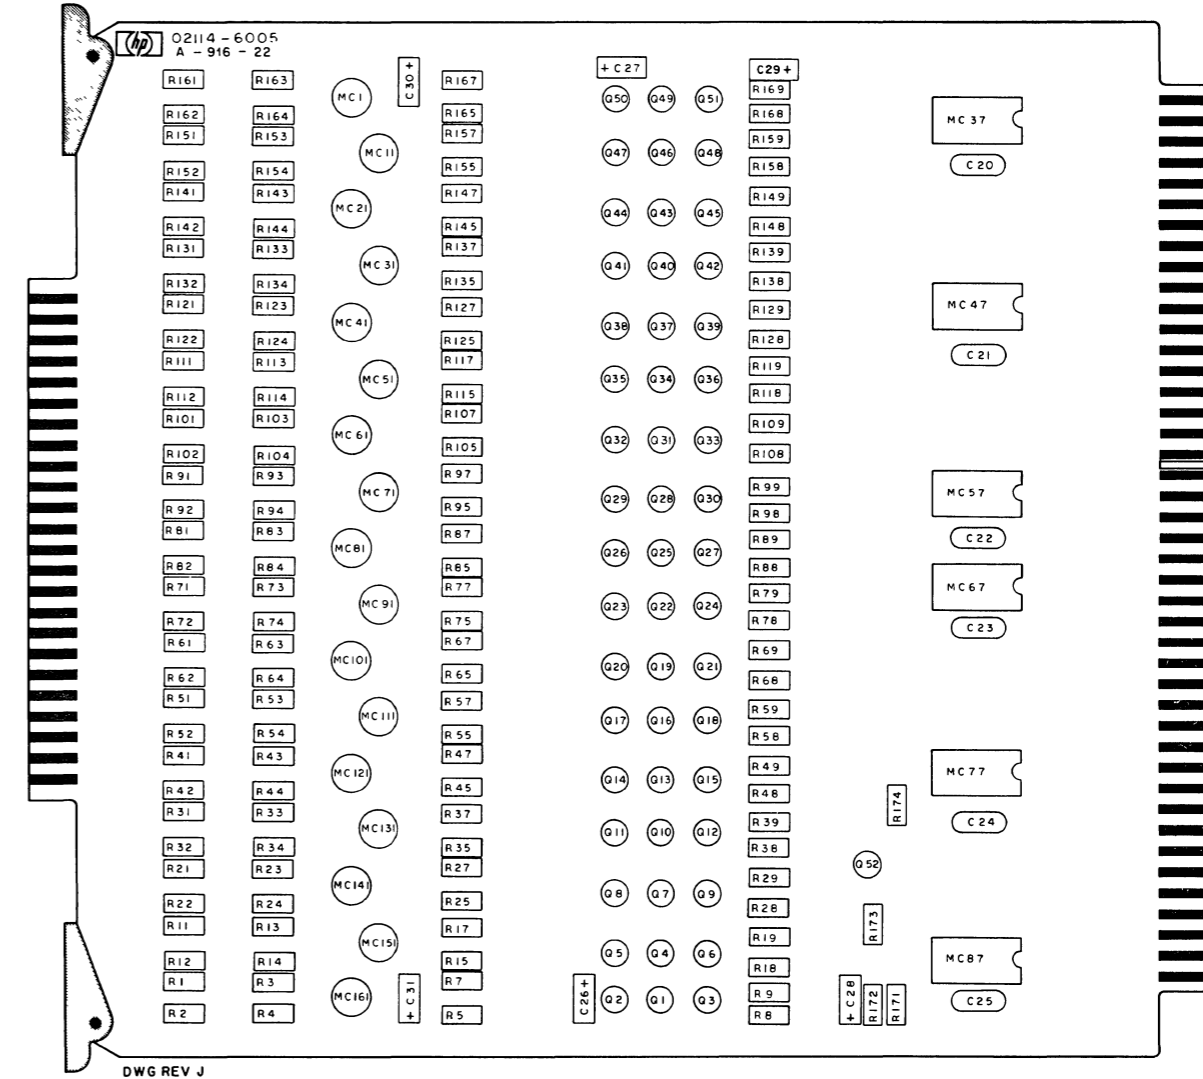 hp 02114-6005
A - 916 - 22
+ C27
C29+
C30+
R161 R163 MC1 R167 Q50 Q49 Q51 R169 MC37
R162 R164 R165 R168
R151 R153 MC11 R157 Q47 Q46 Q48 R159 C20
R152 R154 R155 R158
R141 R143 MC21 R147 Q44 Q43 Q45 R149
R142 R144 R145 R148
R131 R133 MC31 R137 Q41 Q40 Q42 R139
R132 R134 R135 R138
R121 R123 MC41 R127 Q38 Q37 Q39 R129 MC47
R122 R124 R125 R128
R111 R113 MC51 R117 Q35 Q34 Q36 R119 C21
R112 R114 R115 R118
R101 R103 MC61 R107 Q32 Q31 Q33 R109
R102 R104 R105 R108
R91 R93 MC71 R97 Q29 Q28 Q30 R99 MC57
R92 R94 R95 R98
R81 R83 MC81 R87 Q26 Q25 Q27 R89 C22
R82 R84 R85 R88
R71 R73 MC91 R77 Q23 Q22 Q24 R79 MC67
R72 R74 R75 R78
R61 R63 MC101 R67 Q20 Q19 Q21 R69 C23
R62 R64 R65 R68
R51 R53 MC111 R57 Q17 Q16 Q18 R59
R52 R54 R55 R58
R41 R43 MC121 R47 Q14 Q13 Q15 R49 MC77
R42 R44 R45 R48 R174
R31 R33 MC131 R37 Q11 Q10 Q12 R39 C24
R32 R34 R35 R38
R21 R23 MC141 R27 Q8 Q7 Q9 R29 Q52
R22 R24 R25 R28
R11 R13 MC151 R17 Q5 Q4 Q6 R19 R173 MC87
R12 R14 R15 R18
R1 R3 MC161 +C31 R7 C26+ Q2 Q1 Q3 R9 +C28 R172 R171 C25
R2 R4 R5 R8
DWG REV J